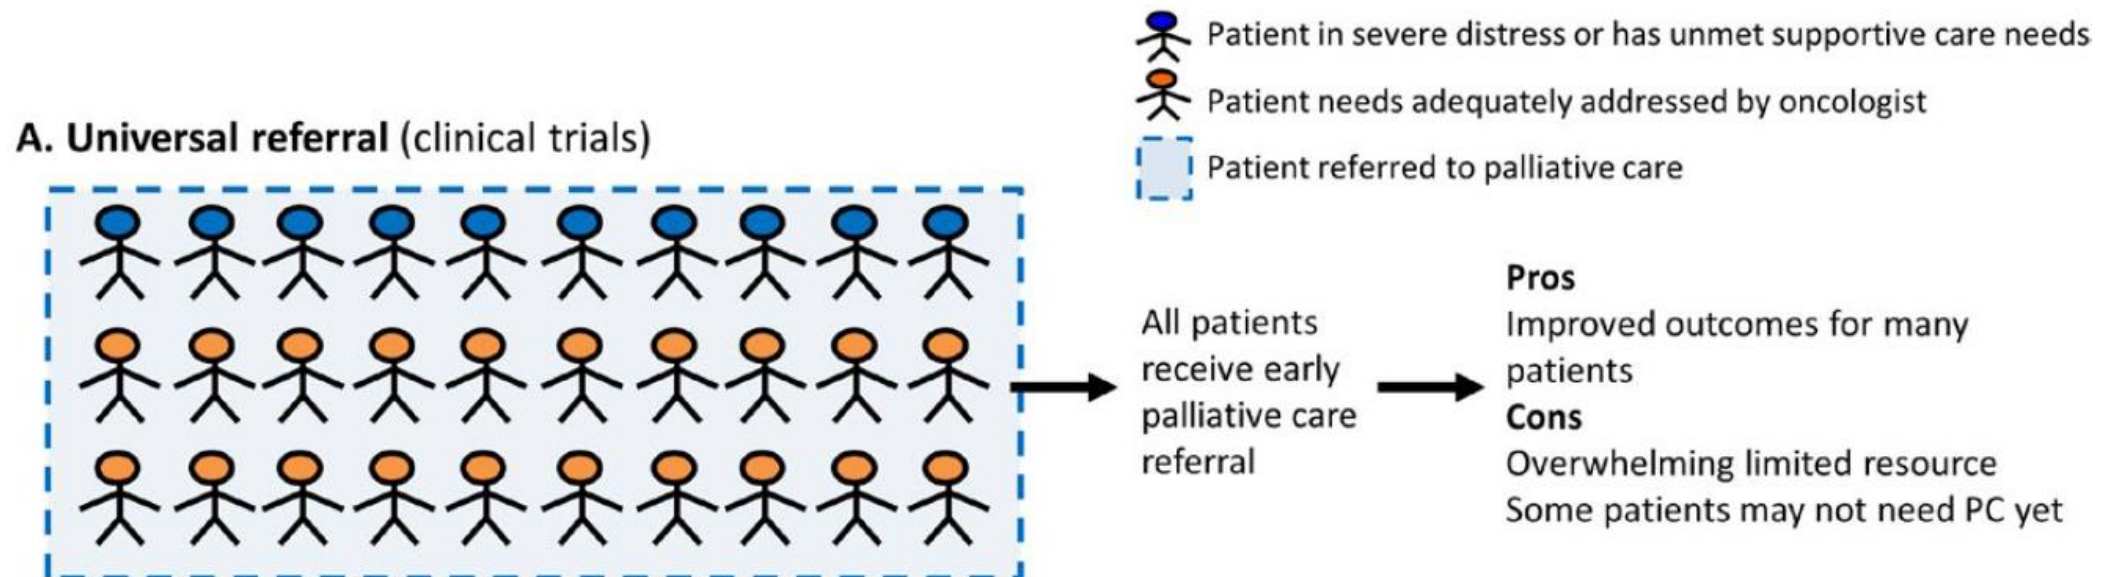 Patient in severe distress or has unmet supportive care needs
Patient needs adequately addressed by oncologist
Patient referred to palliative care
A. Universal referral (clinical trials)
All patients
receive early
palliative care
referral
Pros
Improved outcomes for many
patients
Cons
Overwhelming limited resource
Some patients may not need PC yet